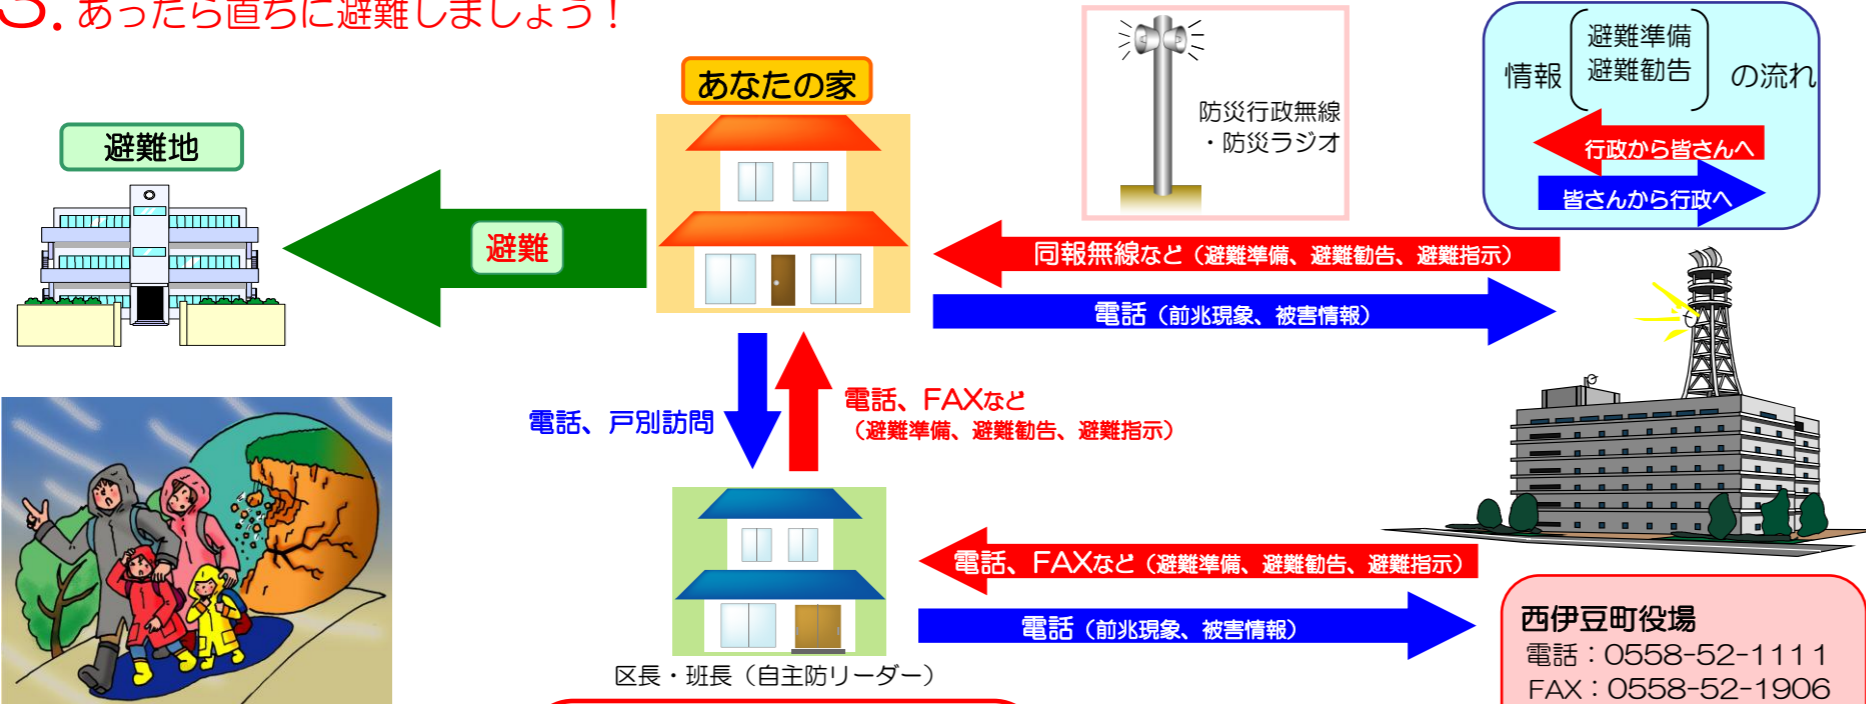 3. あったら直ちに避難しましょう！
避難準備
避難勧告
情報 の流れ
行政から皆さんへ
皆さんから行政へ
防災行政無線
・防災ラジオ
あなたの家
避難地
避難
同報無線など（避難準備、避難勧告、避難指示）
電話（前兆現象、被害情報）
電話、戸別訪問
電話、FAXなど
（避難準備、避難勧告、避難指示）
電話、FAXなど（避難準備、避難勧告、避難指示）
電話（前兆現象、被害情報）
区長・班長（自主防リーダー）
西伊豆町役場
電話：0558-52-1111
FAX：0558-52-1906